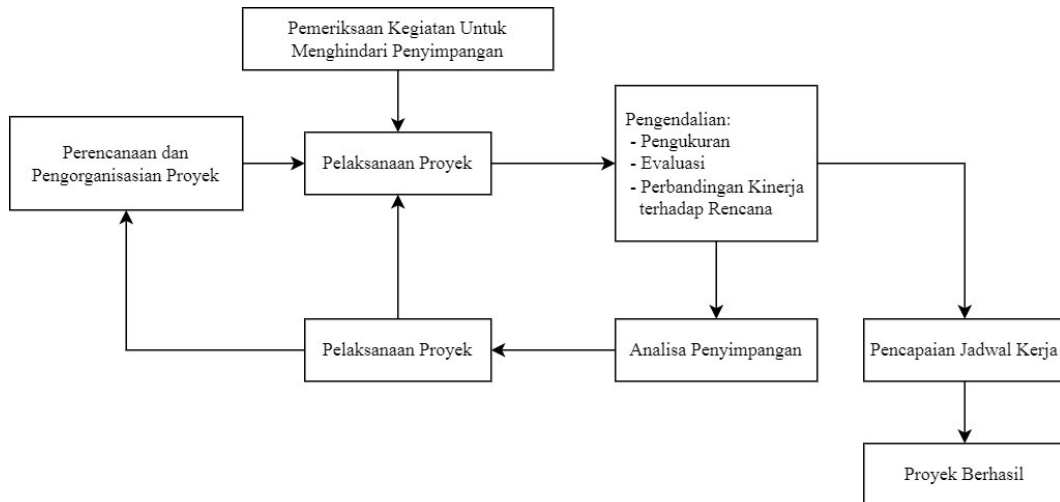 Pemeriksaan Kegiatan Untuk
Menghindari Penyimpangan
Perencanaan dan
Pengorganisasian Proyek
Pelaksanaan Proyek
Pengendalian:
- Pengukuran
- Evaluasi
- Perbandingan Kinerja
terhadap Rencana
Pelaksanaan Proyek
Analisa Penyimpangan
Pencapaian Jadwal Kerja
Proyek Berhasil